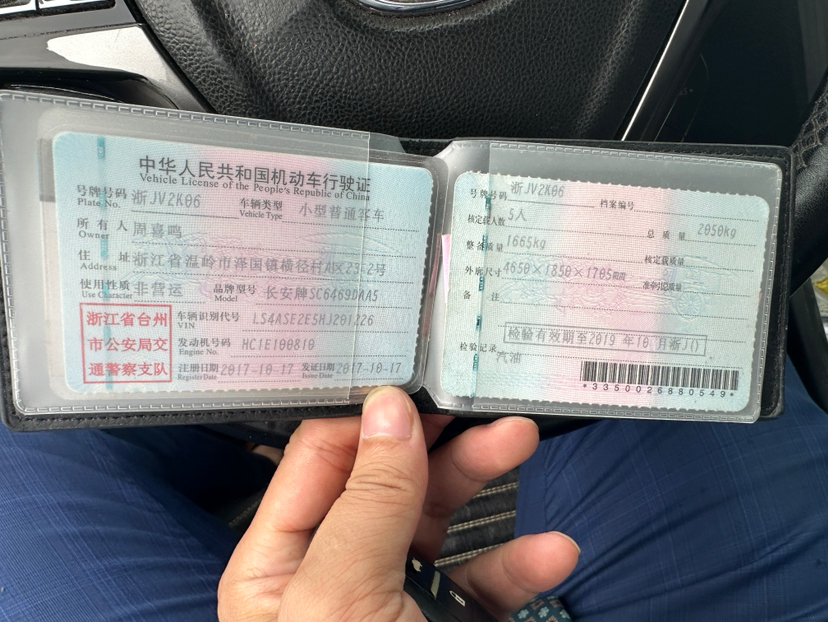 中华人民共和国机动车行驶证
Vehicle License of the People's Republic of China
号牌号码 浙JV2K06 车辆类型 小型普通客车
Plate No. Vehicle Type
所有人 周喜鸣
Owner
住址 浙江省温岭市泽国镇横径村A区23-2号
Address
使用性质 非营运 品牌型号 长安牌SC6469DAA5
Use Character Model
浙江省台州
市公安局交
通警察支队
车辆识别代号 LS4ASE2E5HJ201226
VIN
发动机号码 HC1E100810
Engine No.
注册日期 2017-10-17 发证日期 2017-10-17
Register Date Issue Date
号牌号码 浙JV2K06 档案编号
核定载人数 5人 总质量 2050kg
整备质量 1665kg 核定载质量
外廓尺寸 4650×1850×1705mm 准牵引总质量
备注
检验有效期至2019年10月浙J()
检验记录
汽油
*3350026880549*